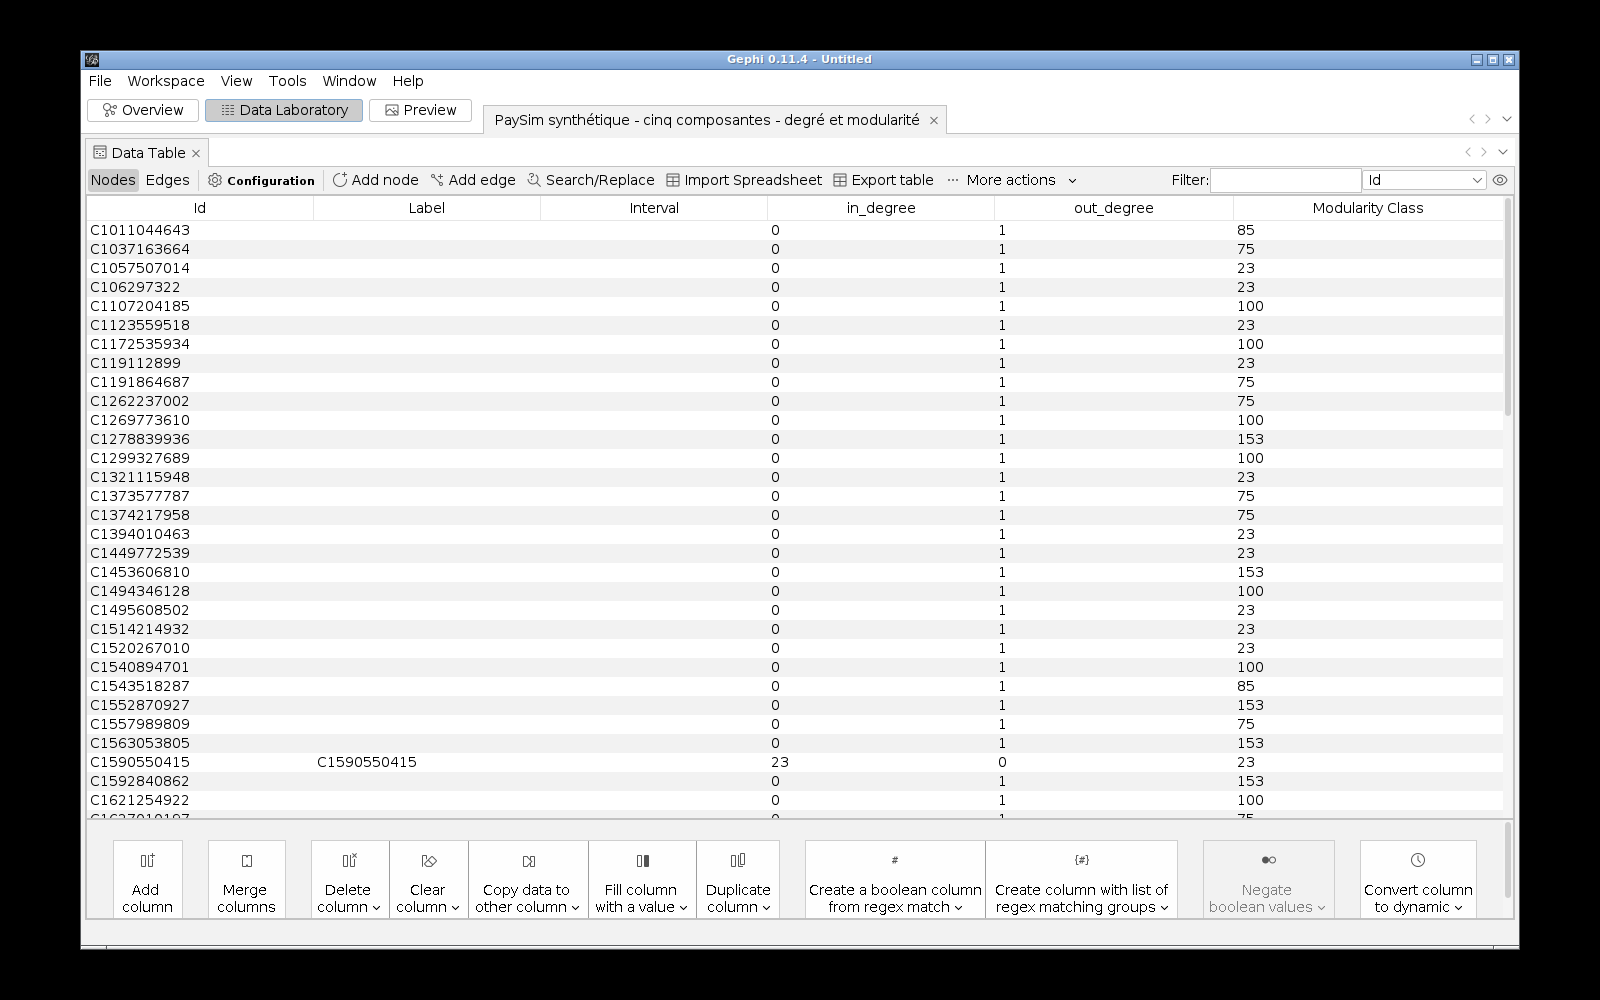 Gephi 0.11.4 - Untitled
File Workspace View Tools Window Help
Overview Data Laboratory Preview PaySim synthétique - cinq composantes - degré et modularité
Data Table
Nodes Edges Configuration Add node Add edge Search/Replace Import Spreadsheet Export table More actions Filter: Id
Id Label Interval in_degree out_degree Modularity Class
C1011044643 0 1 85
C1037163664 0 1 75
C1057507014 0 1 23
C106297322 0 1 23
C1107204185 0 1 100
C1123559518 0 1 23
C1172535934 0 1 100
C119112899 0 1 23
C1191864687 0 1 75
C1262237002 0 1 75
C1269773610 0 1 100
C1278839936 0 1 153
C1299327689 0 1 100
C1321115948 0 1 23
C1373577787 0 1 75
C1374217958 0 1 75
C1394010463 0 1 23
C1449772539 0 1 23
C1453606810 0 1 153
C1494346128 0 1 100
C1495608502 0 1 23
C1514214932 0 1 23
C1520267010 0 1 23
C1540894701 0 1 100
C1543518287 0 1 85
C1552870927 0 1 153
C1557989809 0 1 75
C1563053805 0 1 153
C1590550415 C1590550415 23 0 23
C1592840862 0 1 153
C1621254922 0 1 100
Add column
Merge columns
Delete column
Clear column
Copy data to other column
Fill column with a value
Duplicate column
Create a boolean column from regex match
Create column with list of regex matching groups
Negate boolean values
Convert column to dynamic